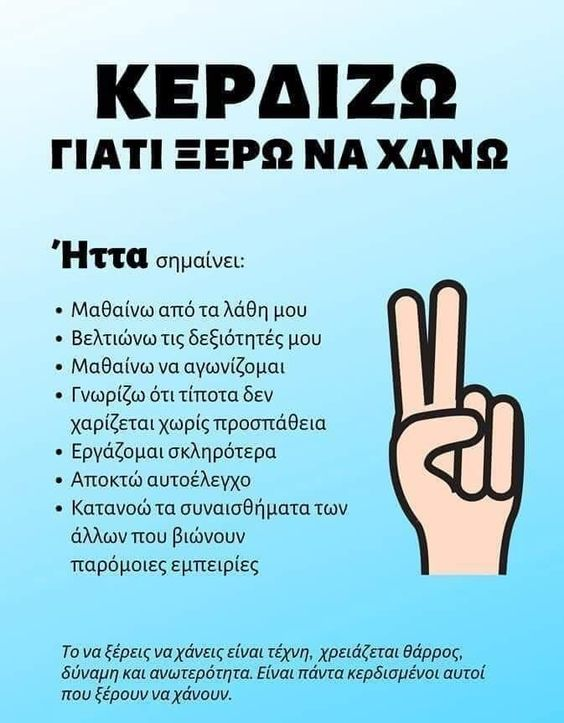 ΚΕΡΔΙΖΩ
ΓΙΑΤΙ ΞΕΡΩ ΝΑ ΧΑΝΩ
Ήττα σημαίνει:
• Μαθαίνω από τα λάθη μου
• Βελτιώνω τις δεξιότητές μου
• Μαθαίνω να αγωνίζομαι
• Γνωρίζω ότι τίποτα δεν
χαρίζεται χωρίς προσπάθεια
• Εργάζομαι σκληρότερα
• Αποκτώ αυτοέλεγχο
• Κατανοώ τα συναισθήματα των
άλλων που βιώνουν
παρόμοιες εμπειρίες
Το να ξέρεις να χάνεις είναι τέχνη, χρειάζεται θάρρος,
δύναμη και ανωτερότητα. Είναι πάντα κερδισμένοι αυτοί
που ξέρουν να χάνουν.